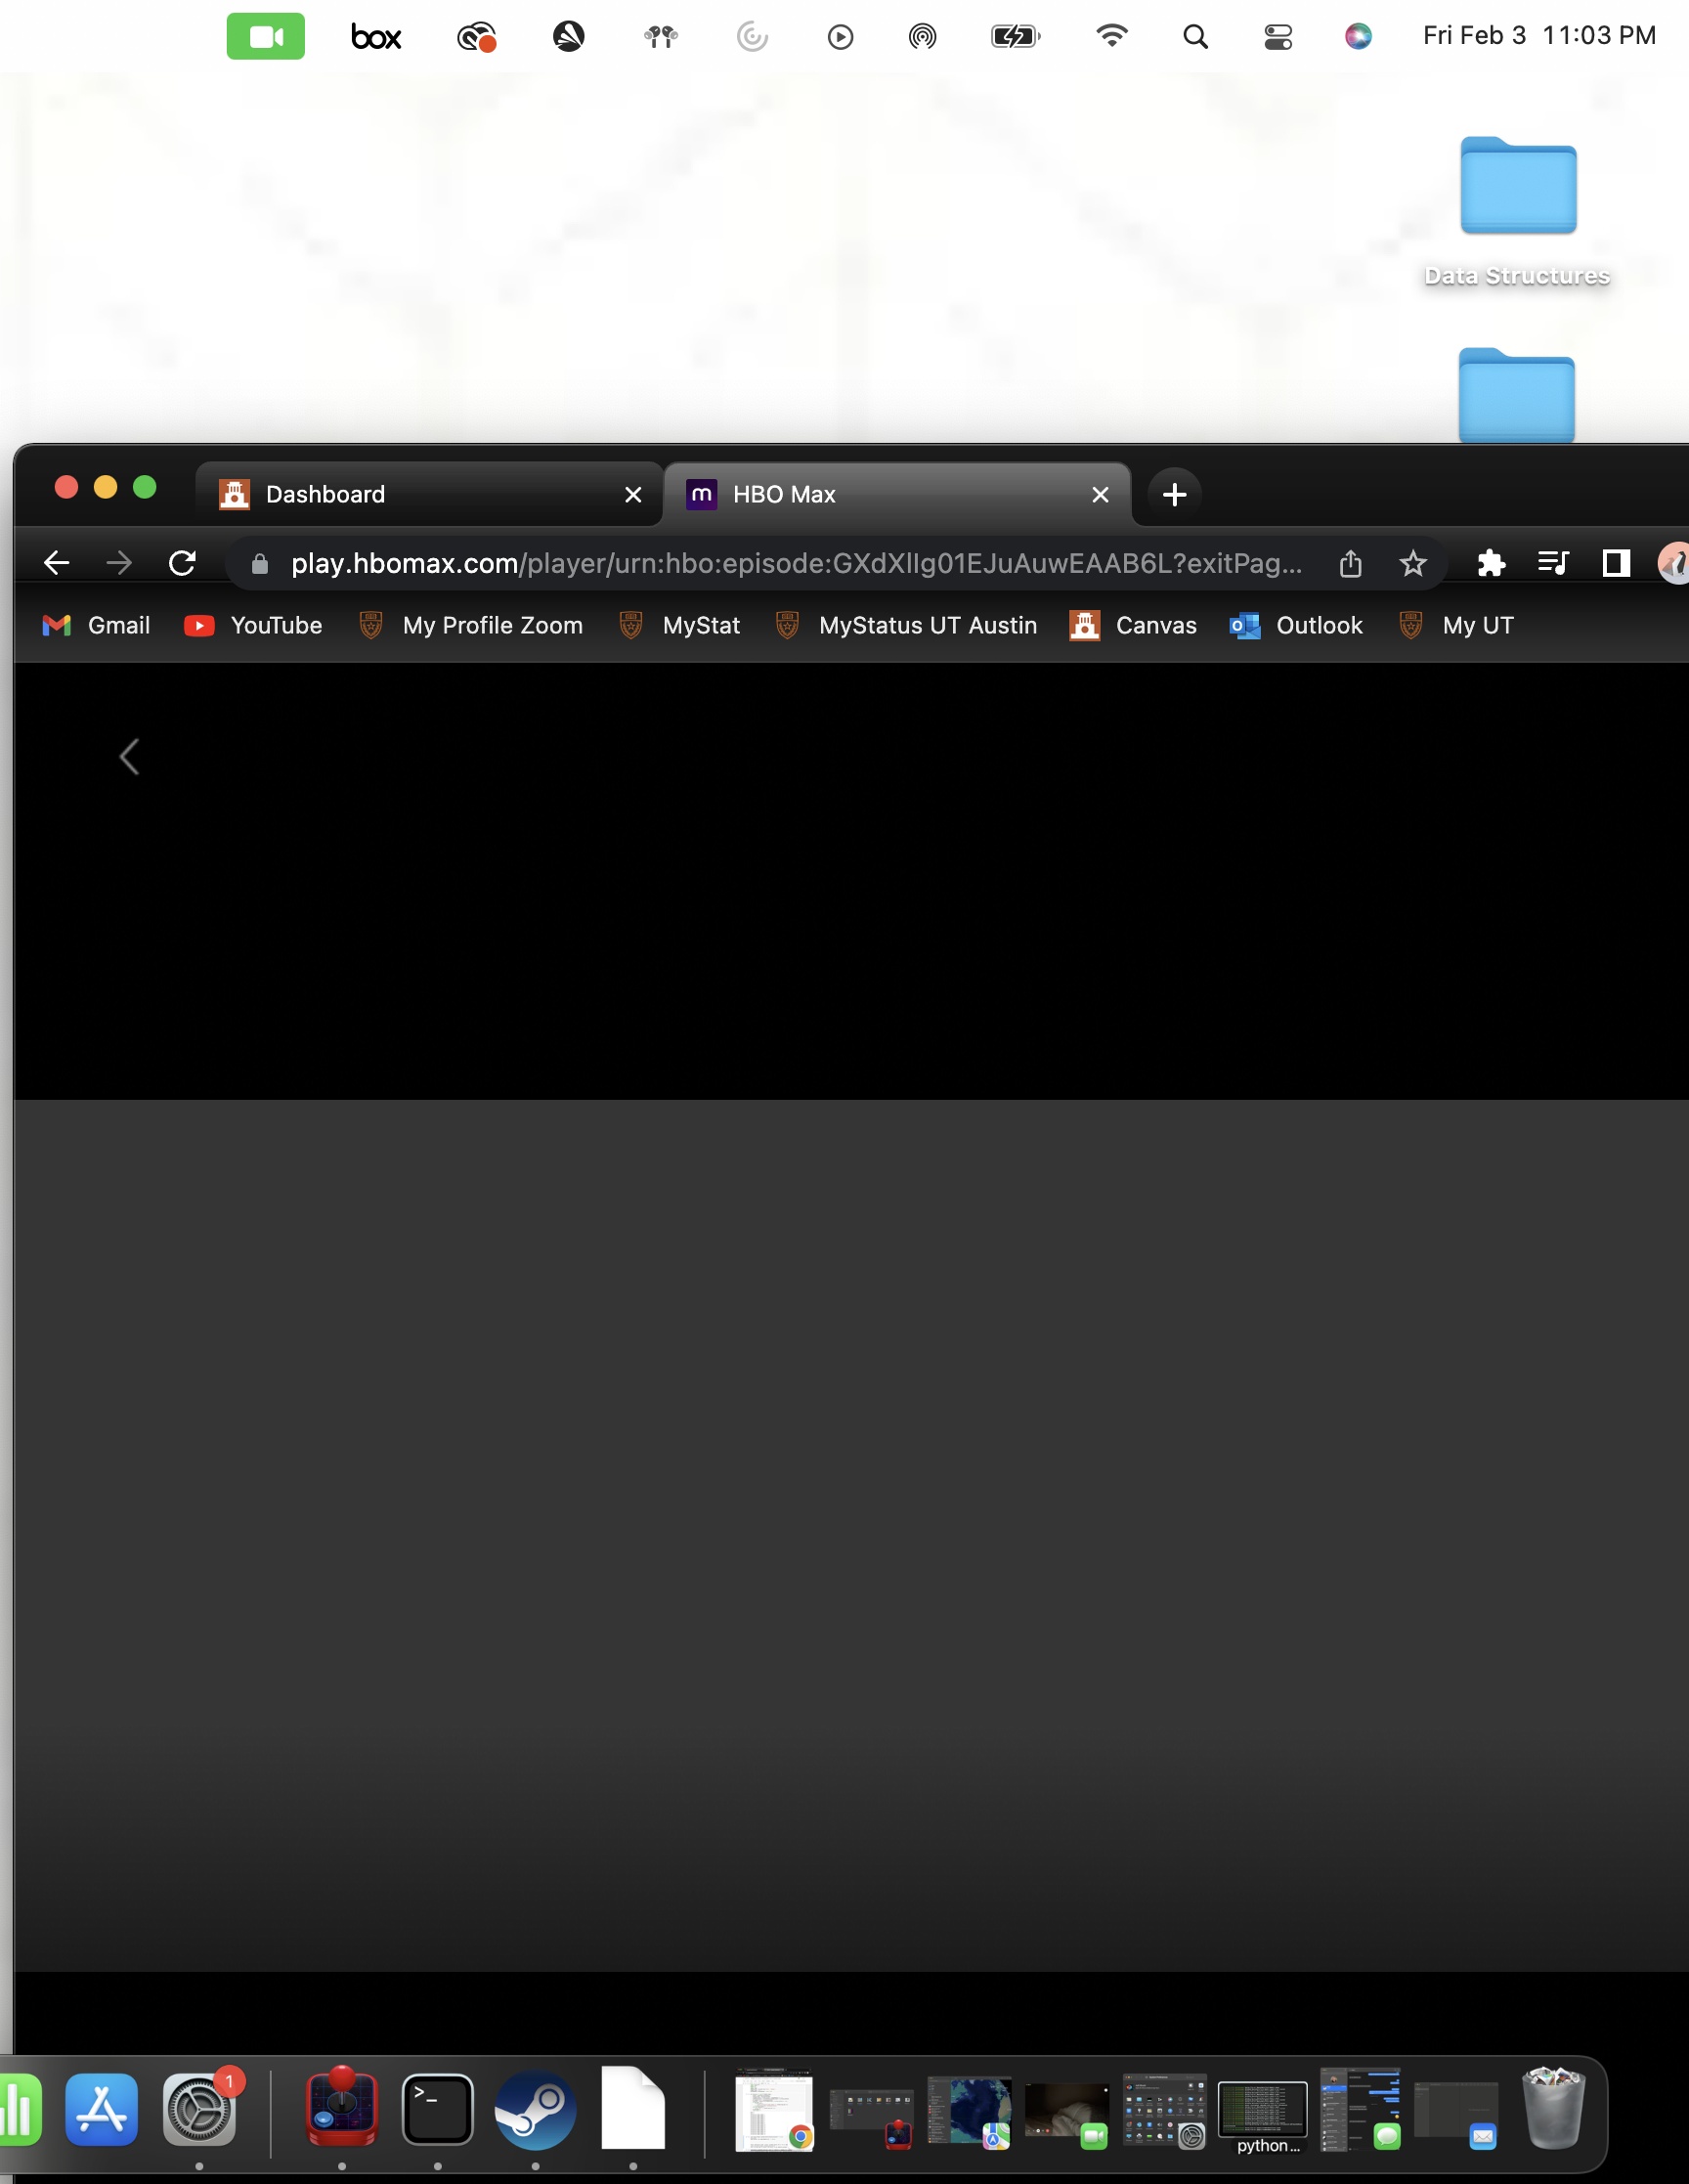 box
Fri Feb 3 11:03 PM
Data Structures
Dashboard
HBO Max
play.hbomax.com/player/urn:hbo:episode:GXdXlIg01EJuAuwEAAB6L?exitPag...
Gmail YouTube My Profile Zoom MyStat MyStatus UT Austin Canvas Outlook My UT
1
python ...